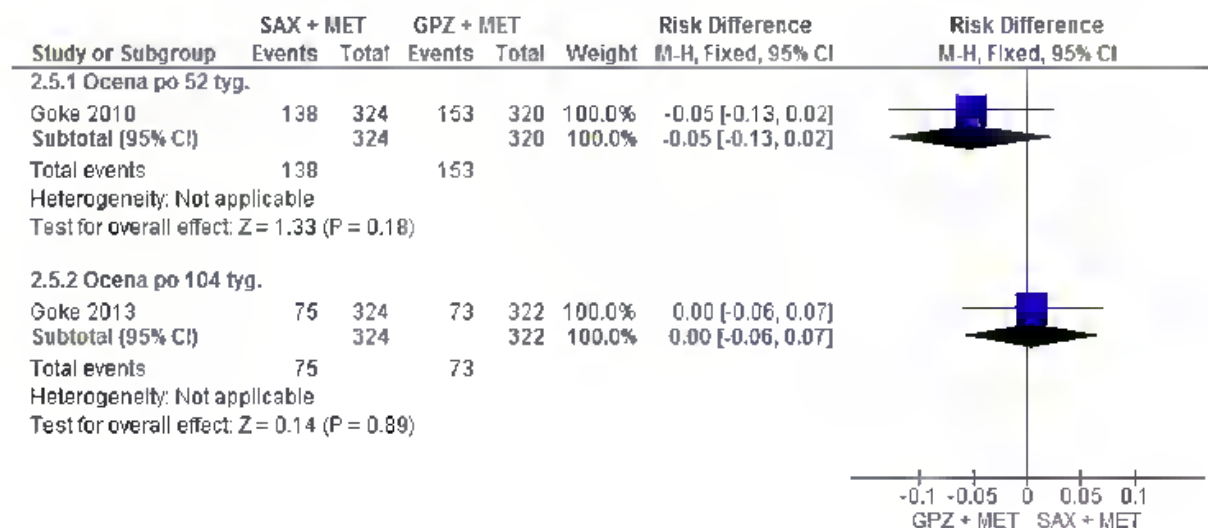 SAX + MET GPZ + MET Risk Difference Risk Difference
Study or Subgroup Events Total Events Total Weight M-H, Fixed, 95% CI M-H, Fixed, 95% CI
2.5.1 Ocena po 52 tyg.
Goke 2010 138 324 153 320 100.0% -0.05 [-0.13, 0.02]
Subtotal (95% CI) 324 320 100.0% -0.05 [-0.13, 0.02]
Total events 138 153
Heterogeneity: Not applicable
Test for overall effect: Z = 1.33 (P = 0.18)
2.5.2 Ocena po 104 tyg.
Goke 2013 75 324 73 322 100.0% 0.00 [-0.06, 0.07]
Subtotal (95% CI) 324 322 100.0% 0.00 [-0.06, 0.07]
Total events 75 73
Heterogeneity: Not applicable
Test for overall effect: Z = 0.14 (P = 0.89)
-0.1 -0.05 0 0.05 0.1
GPZ + MET SAX + MET